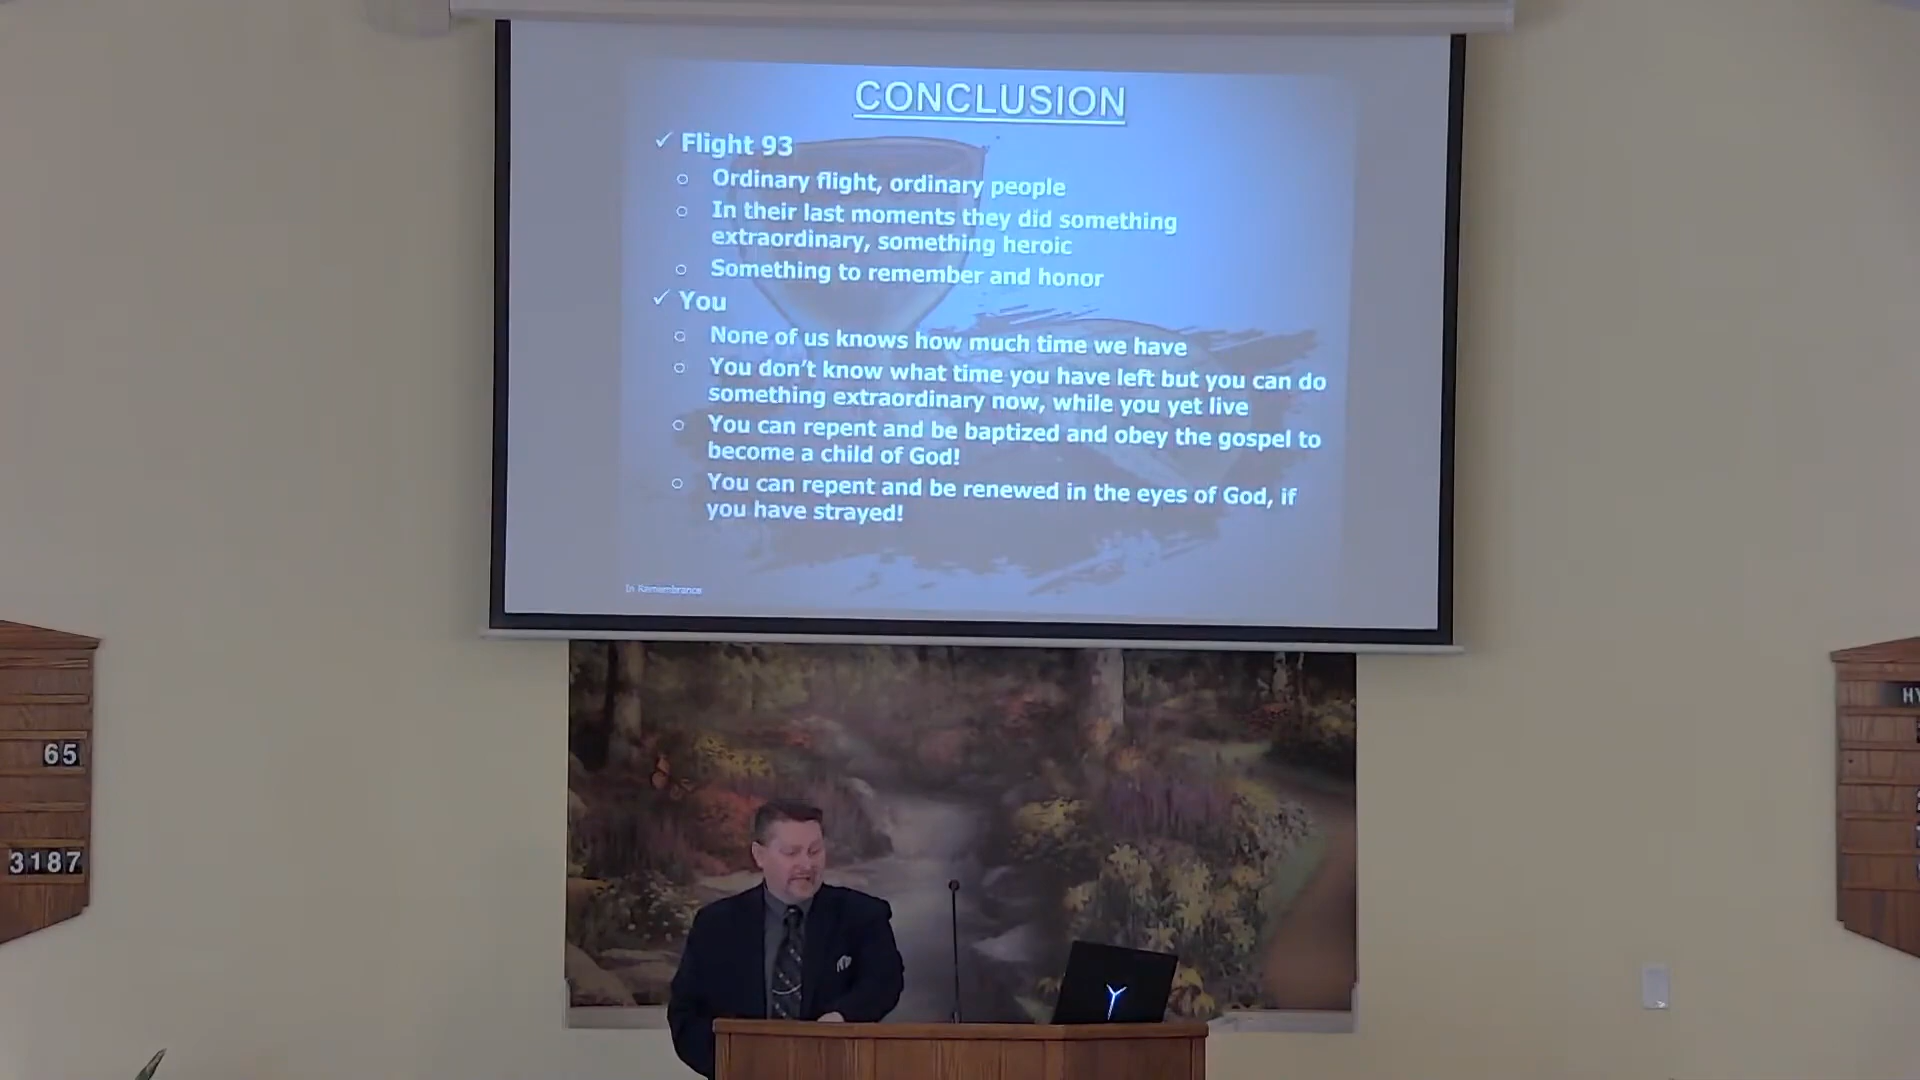 CONCLUSION
✓ Flight 93
o Ordinary flight, ordinary people
o In their last moments they did something
extraordinary, something heroic
o Something to remember and honor
✓ You
o None of us knows how much time we have
o You don't know what time you have left but you can do
something extraordinary now, while you yet live
o You can repent and be baptized and obey the gospel to
become a child of God!
o You can repent and be renewed in the eyes of God, if
you have strayed!
In Remembrance
65
3187
HY